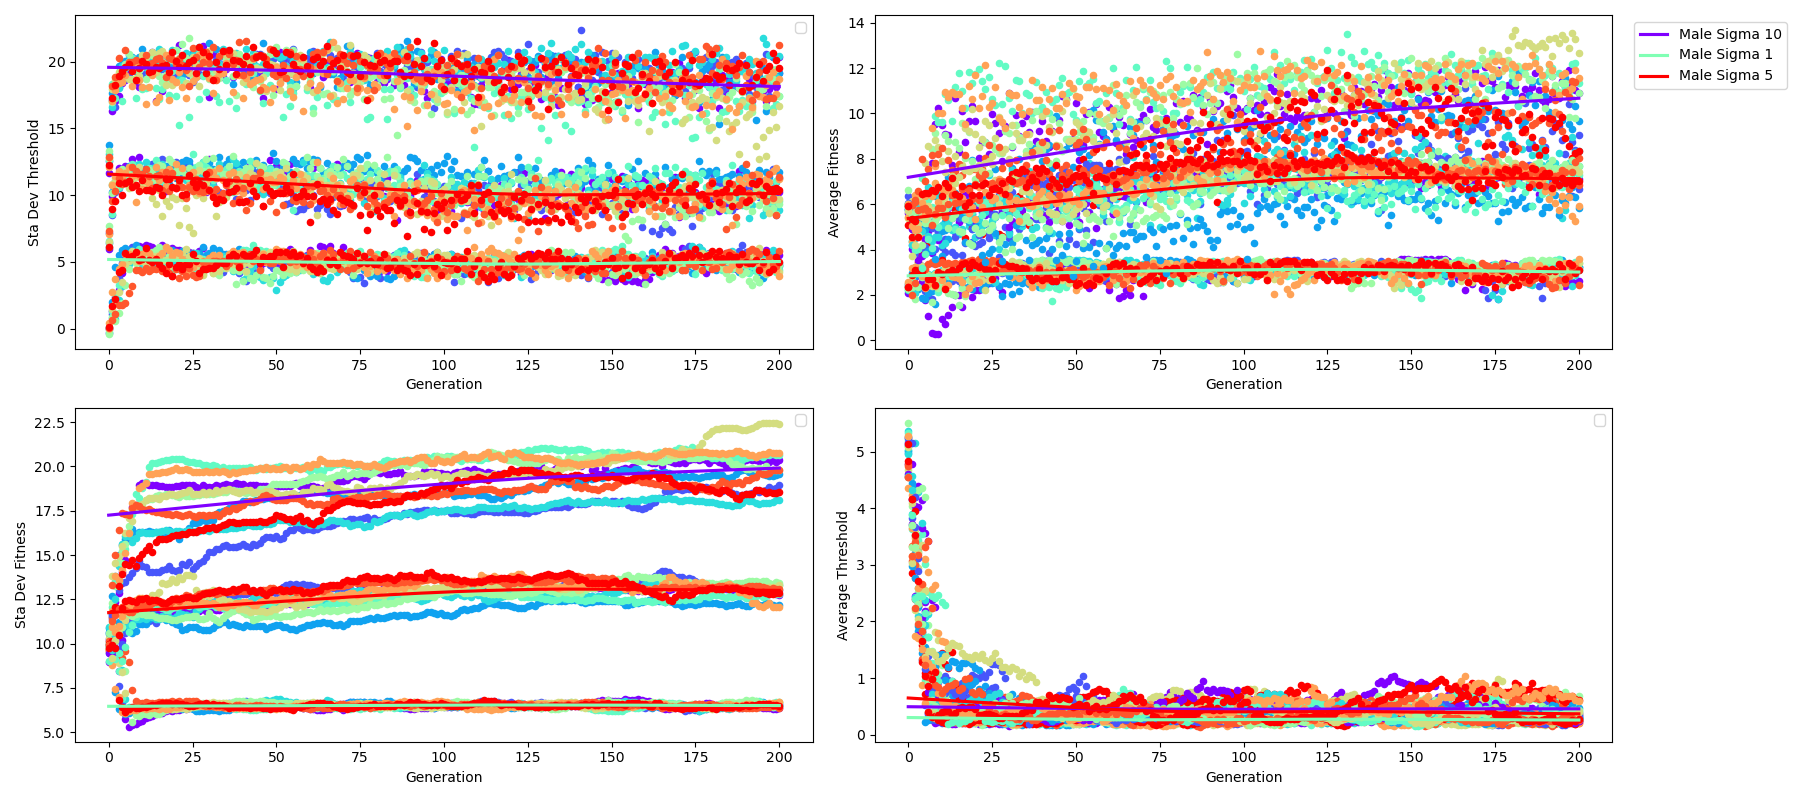 Sta Dev Threshold
20
15
10
5
0
0 25 50 75 100 125 150 175 200
Generation
Average Fitness
14
12
10
8
6
4
2
0
0 25 50 75 100 125 150 175 200
Generation
Male Sigma 10
Male Sigma 1
Male Sigma 5
Sta Dev Fitness
22.5
20.0
17.5
15.0
12.5
10.0
7.5
5.0
0 25 50 75 100 125 150 175 200
Generation
Average Threshold
5
4
3
2
1
0
0 25 50 75 100 125 150 175 200
Generation